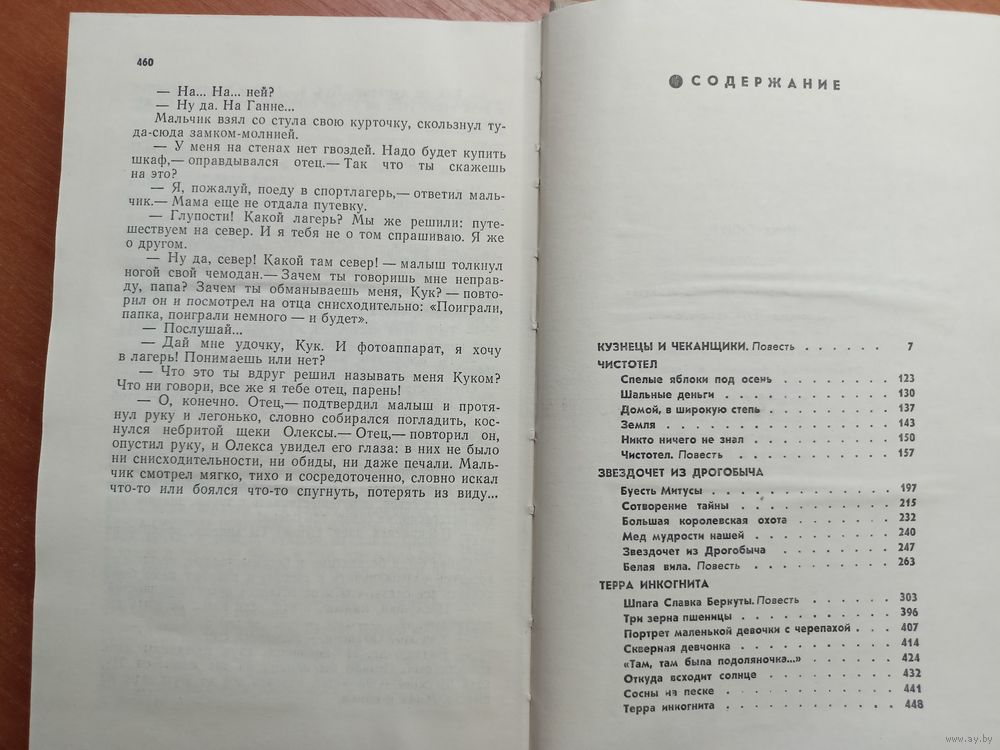 460
— На... На... ней?
— Ну да. На Ганне...
Мальчик взял со стула свою курточку, скользнул ту-
да-сюда замком-молнией.
— У меня на стенах нет гвоздей. Надо будет купить
шкаф,— оправдывался отец.— Так что ты скажешь
на это?
— Я, пожалуй, поеду в спортлагерь,— ответил маль-
чик.— Мама еще не отдала путевку.
— Глупости! Какой лагерь? Мы же решили: путе-
шествуем на север. И я тебя не о том спрашиваю. Я же
о другом.
— Ну да, север! Какой там север! — малыш толкнул
ногой свой чемодан.— Зачем ты говоришь мне неправ-
ду, папа? Зачем ты обманываешь меня, Кук? — повто-
рил он и посмотрел на отца снисходительно: «Поиграли,
папка, поиграли немного — и будет».
— Послушай...
— Дай мне удочку, Кук. И фотоаппарат, я хочу
в лагерь! Понимаешь или нет?
— Что это ты вдруг решил называть меня Куком?
Что ни говори, все же я тебе отец, парень!
— О, конечно. Отец,— подтвердил малыш и протя-
нул руку и легонько, словно собирался погладить, кос-
нулся небритой щеки Олексы.— Отец,— повторил он,
опустил руку, и Олекса увидел его глаза: в них не было
ни снисходительности, ни обиды, ни даже печали. Маль-
чик смотрел мягко, тихо и сосредоточенно, словно искал
что-то или боялся что-то спугнуть, потерять из виду...
СОДЕРЖАНИЕ
КУЗНЕЦЫ И ЧЕКАНЩИКИ. Повесть . . . . . . 7
ЧИСТОТЕЛ
Спелые яблоки под осень . . . . . . . . 123
Шальные деньги . . . . . . . . . . 130
Домой, в широкую степь . . . . . . . . 137
Земля . . . . . . . . . . . . . 143
Никто ничего не знал . . . . . . . . . 150
Чистотел. Повесть . . . . . . . . . . 157
ЗВЕЗДОЧЕТ ИЗ ДРОГОБЫЧА
Буесть Митусы . . . . . . . . . . . 197
Сотворение тайны . . . . . . . . . . 215
Большая королевская охота . . . . . . . 232
Мед мудрости нашей . . . . . . . . . 240
Звездочет из Дрогобыча . . . . . . . . 247
Белая вила. Повесть . . . . . . . . . 263
ТЕРРА ИНКОГНИТА
Шпага Славка Беркуты. Повесть . . . . . . 303
Три зерна пшеницы . . . . . . . . . . 396
Портрет маленькой девочки с черепахой . . . 407
Скверная девчонка . . . . . . . . . . 414
«Там, там была подоляночка...» . . . . . . 424
Откуда всходит солнце . . . . . . . . 432
Сосны на песке . . . . . . . . . . . 441
Терра инкогнита . . . . . . . . . . . 448
www.ay.by